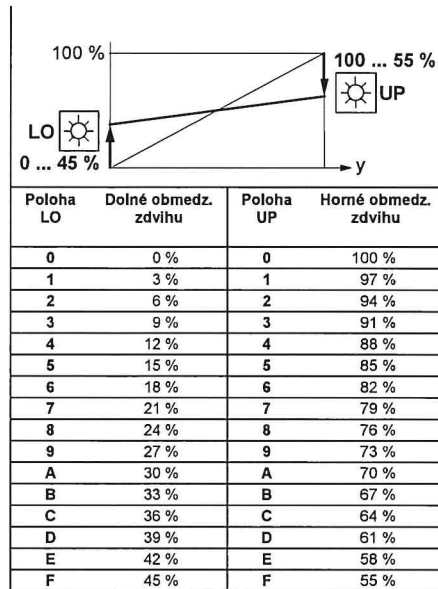 100 %
100 ... 55 %
UP
LO
0 ... 45 %
y
Poloha LO Dolné obmedz. zdvihu Poloha UP Horné obmedz. zdvihu
0 0 % 0 100 %
1 3 % 1 97 %
2 6 % 2 94 %
3 9 % 3 91 %
4 12 % 4 88 %
5 15 % 5 85 %
6 18 % 6 82 %
7 21 % 7 79 %
8 24 % 8 76 %
9 27 % 9 73 %
A 30 % A 70 %
B 33 % B 67 %
C 36 % C 64 %
D 39 % D 61 %
E 42 % E 58 %
F 45 % F 55 %